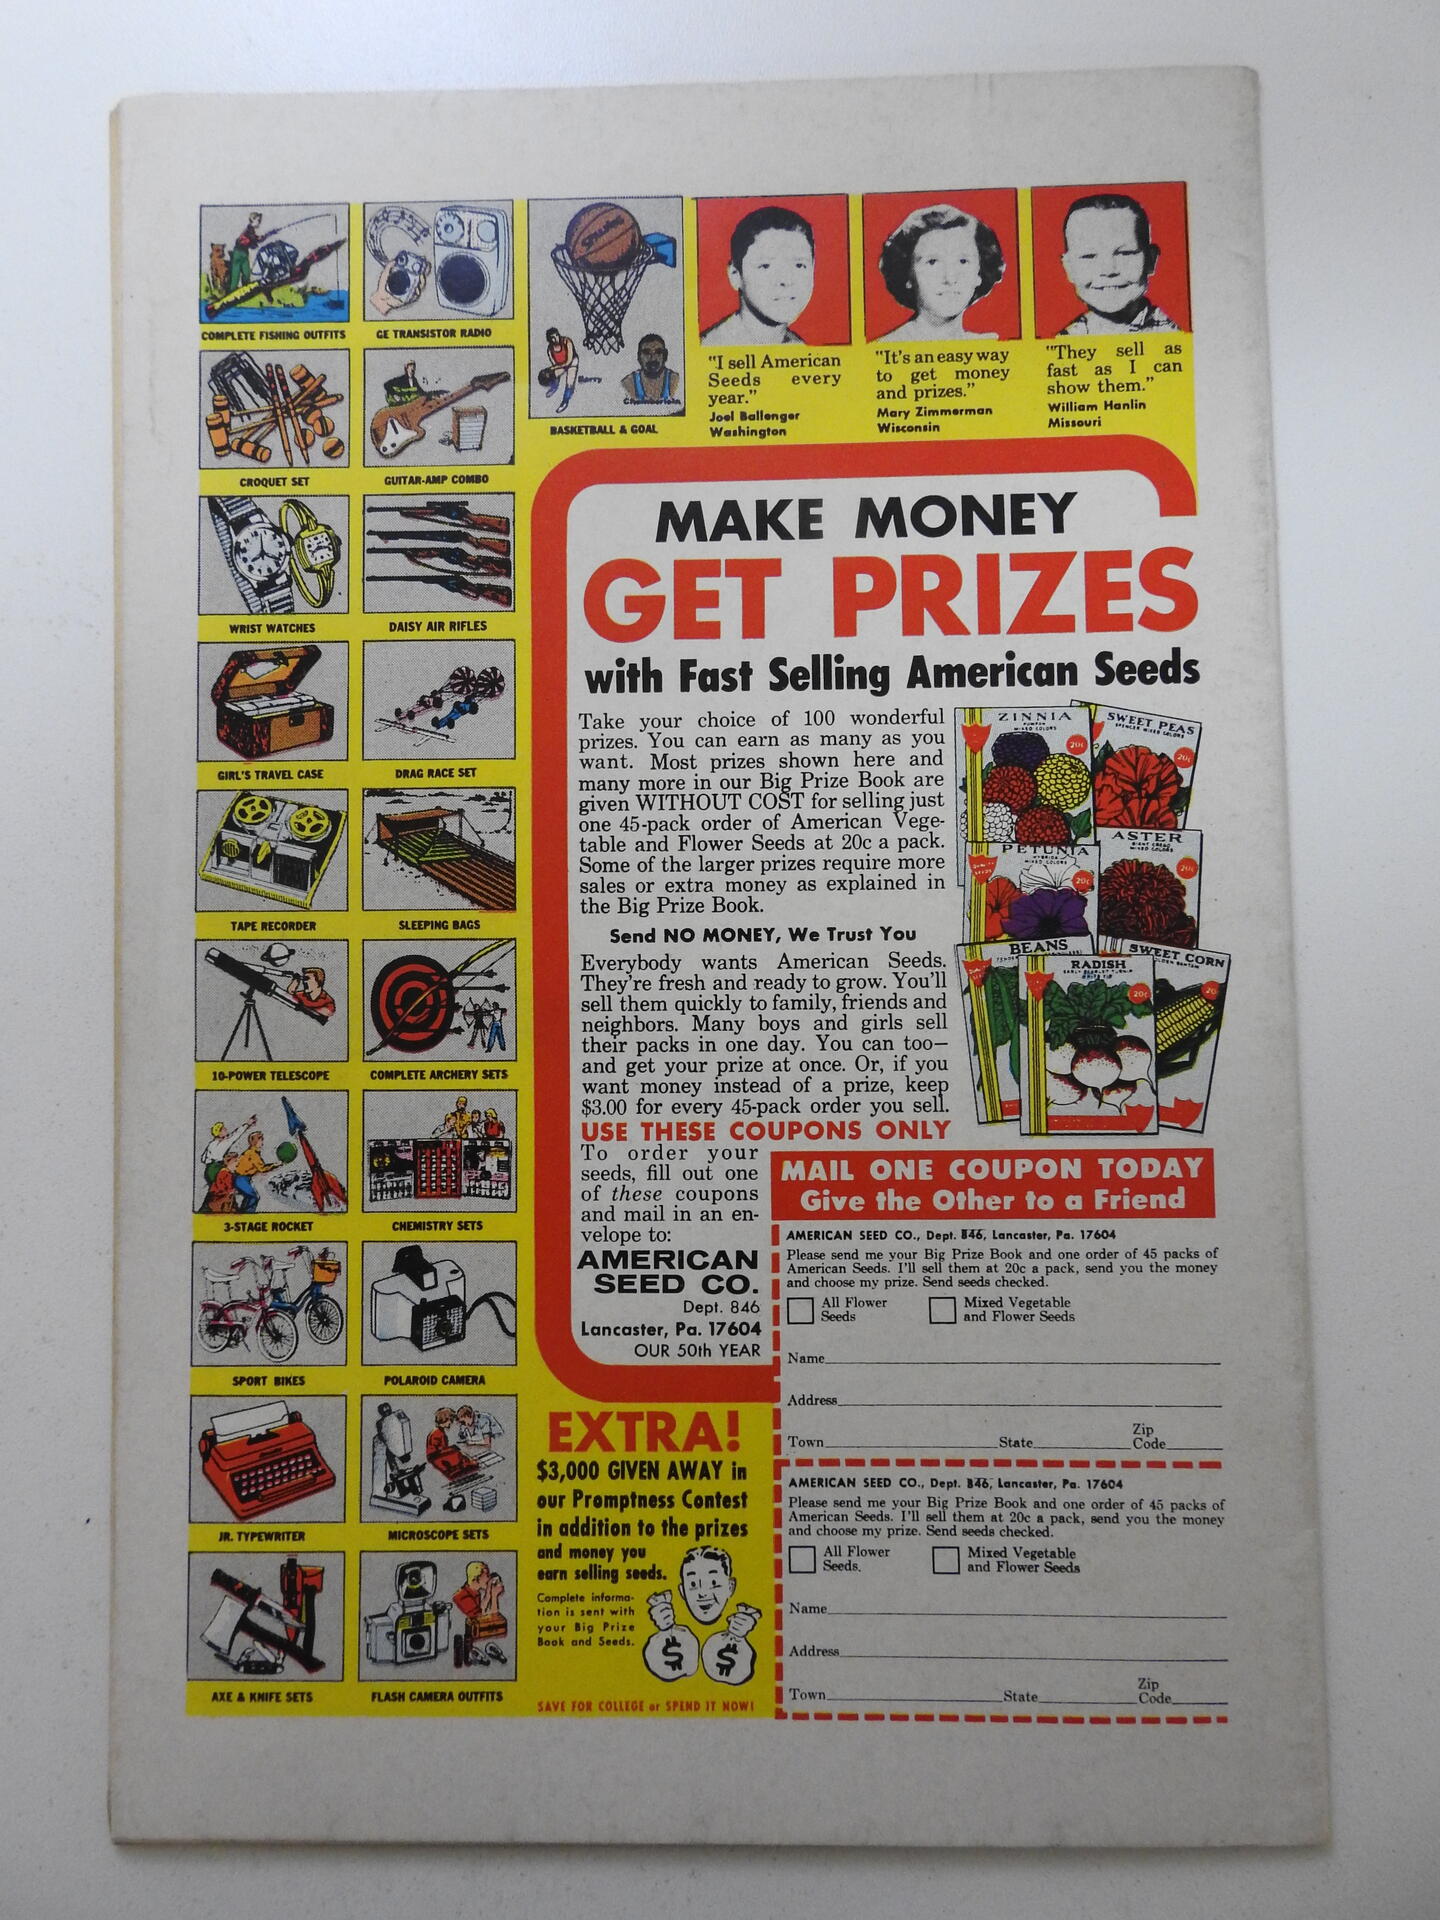 COMPLETE FISHING OUTFITS
GE TRANSISTOR RADIO
CROQUET SET
GUITAR-AMP COMBO
WRIST WATCHES
DAISY AIR RIFLES
GIRL'S TRAVEL CASE
DRAG RACE SET
TAPE RECORDER
SLEEPING BAGS
10-POWER TELESCOPE
COMPLETE ARCHERY SETS
3-STAGE ROCKET
CHEMISTRY SETS
SPORT BIKES
POLAROID CAMERA
JR. TYPEWRITER
MICROSCOPE SETS
AXE & KNIFE SETS
FLASH CAMERA OUTFITS
Barry
Chamberlain
BASKETBALL & GOAL
"I sell American
Seeds every
year."
Joel Ballenger
Washington
"It's an easy way
to get money
and prizes."
Mary Zimmerman
Wisconsin
"They sell as
fast as I can
show them."
William Hanlin
Missouri
MAKE MONEY
GET PRIZES
with Fast Selling American Seeds
Take your choice of 100 wonderful
prizes. You can earn as many as you
want. Most prizes shown here and
many more in our Big Prize Book are
given WITHOUT COST for selling just
one 45-pack order of American Vege-
table and Flower Seeds at 20c a pack.
Some of the larger prizes require more
sales or extra money as explained in
the Big Prize Book.
Send NO MONEY, We Trust You
Everybody wants American Seeds.
They're fresh and ready to grow. You'll
sell them quickly to family, friends and
neighbors. Many boys and girls sell
their packs in one day. You can too—
and get your prize at once. Or, if you
want money instead of a prize, keep
$3.00 for every 45-pack order you sell.
USE THESE COUPONS ONLY
To order your
seeds, fill out one
of these coupons
and mail in an en-
velope to:
AMERICAN
SEED CO.
Dept. 846
Lancaster, Pa. 17604
OUR 50th YEAR
ZINNIA
MIXED COLORS
20c
SWEET PEAS
SPENCER MIXED COLORS
20c
PETUNIA
MIXED COLORS
20c
ASTER
MIXED COLORS
20c
BEANS
SWEET CORN
20
RADISH
20c
MAIL ONE COUPON TODAY
Give the Other to a Friend
AMERICAN SEED CO., Dept. 846, Lancaster, Pa. 17604
Please send me your Big Prize Book and one order of 45 packs of
American Seeds. I'll sell them at 20c a pack, send you the money
and choose my prize. Send seeds checked.
All Flower
Seeds
Mixed Vegetable
and Flower Seeds
Name
Address
Town State Zip Code
AMERICAN SEED CO., Dept. 846, Lancaster, Pa. 17604
Please send me your Big Prize Book and one order of 45 packs of
American Seeds. I'll sell them at 20c a pack, send you the money
and choose my prize. Send seeds checked.
All Flower
Seeds.
Mixed Vegetable
and Flower Seeds
Name
Address
Town State Zip Code
EXTRA!
$3,000 GIVEN AWAY in
our Promptness Contest
in addition to the prizes
and money you
earn selling seeds.
Complete informa-
tion is sent with
your Big Prize
Book and Seeds.
$ $
SAVE FOR COLLEGE or SPEND IT NOW!